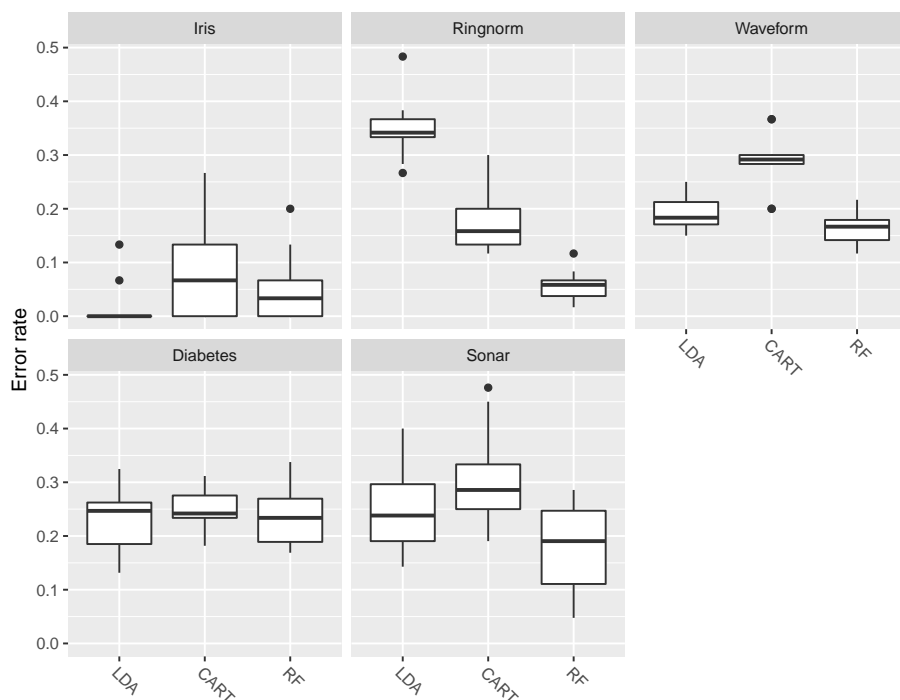 Iris
Ringnorm
Waveform
0.5
0.4
0.3
0.2
0.1
0.0
Error rate
LDA
CART
RF
Diabetes
Sonar
0.5
0.4
0.3
0.2
0.1
0.0
LDA
CART
RF
LDA
CART
RF